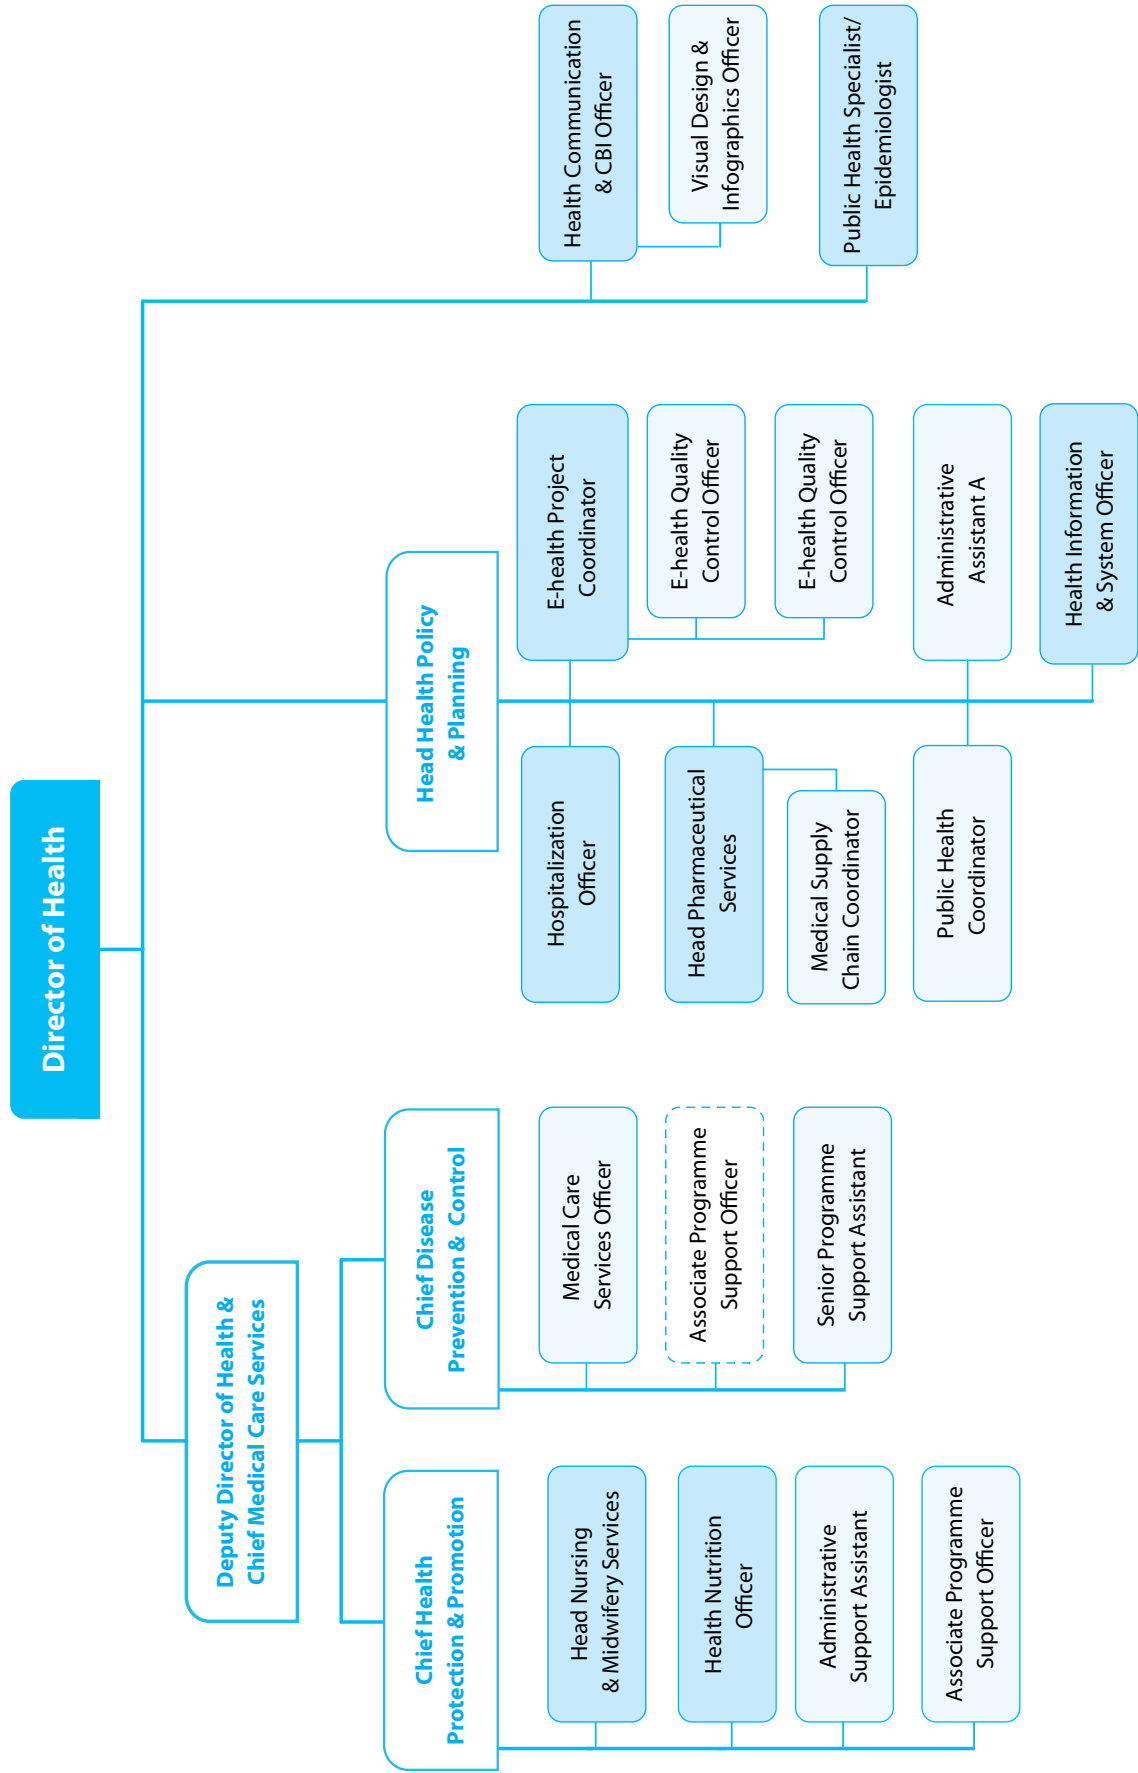 Director of Health
Deputy Director of Health &
Chief Medical Care Services
Chief Health
Protection & Promotion
Head Nursing
& Midwifery Services
Health Nutrition
Officer
Administrative
Support Assistant
Associate Programme
Support Officer
Chief Disease
Prevention & Control
Medical Care
Services Officer
Associate Programme
Support Officer
Senior Programme
Support Assistant
Head Health Policy
& Planning
Hospitalization
Officer
Head Pharmaceutical
Services
Medical Supply
Chain Coordinator
Public Health
Coordinator
E-health Project
Coordinator
E-health Quality
Control Officer
E-health Quality
Control Officer
Administrative
Assistant A
Health Information
& System Officer
Health Communication
& CBI Officer
Visual Design &
Infographics Officer
Public Health Specialist/
Epidemiologist